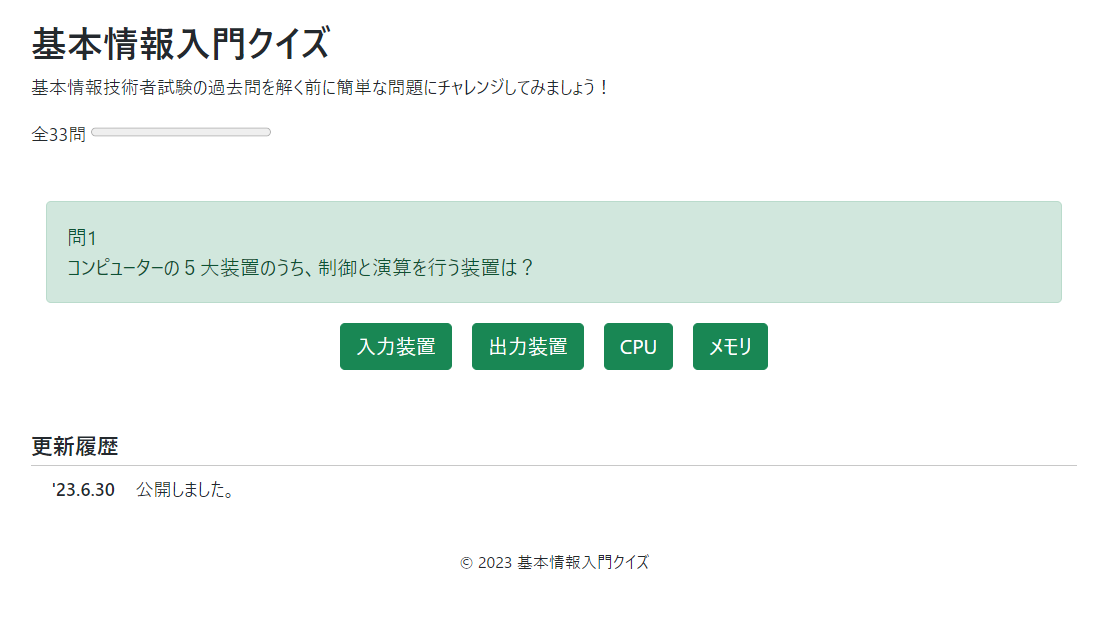 基本情報入門クイズ
基本情報技術者試験の過去問を解く前に簡単な問題にチャレンジしてみましょう！
全33問
問1
コンピューターの５大装置のうち、制御と演算を行う装置は？
入力装置 出力装置 CPU メモリ
更新履歴
'23.6.30 公開しました。
© 2023 基本情報入門クイズ